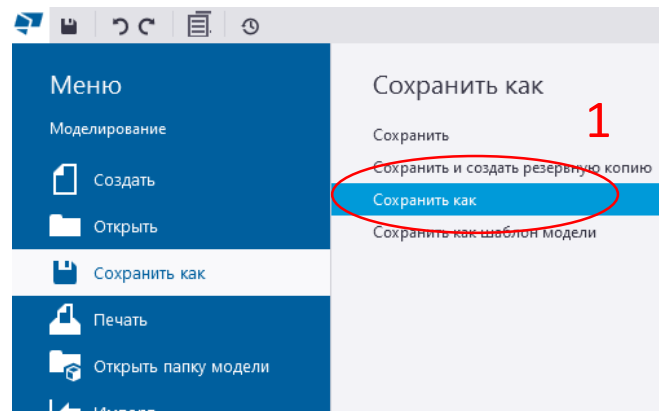 Меню
Моделирование
Создать
Открыть
Сохранить как
Печать
Открыть папку модели
Импорт
Сохранить как
1
Сохранить
Сохранить и создать резервную копию
Сохранить как
Сохранить как шаблон модели